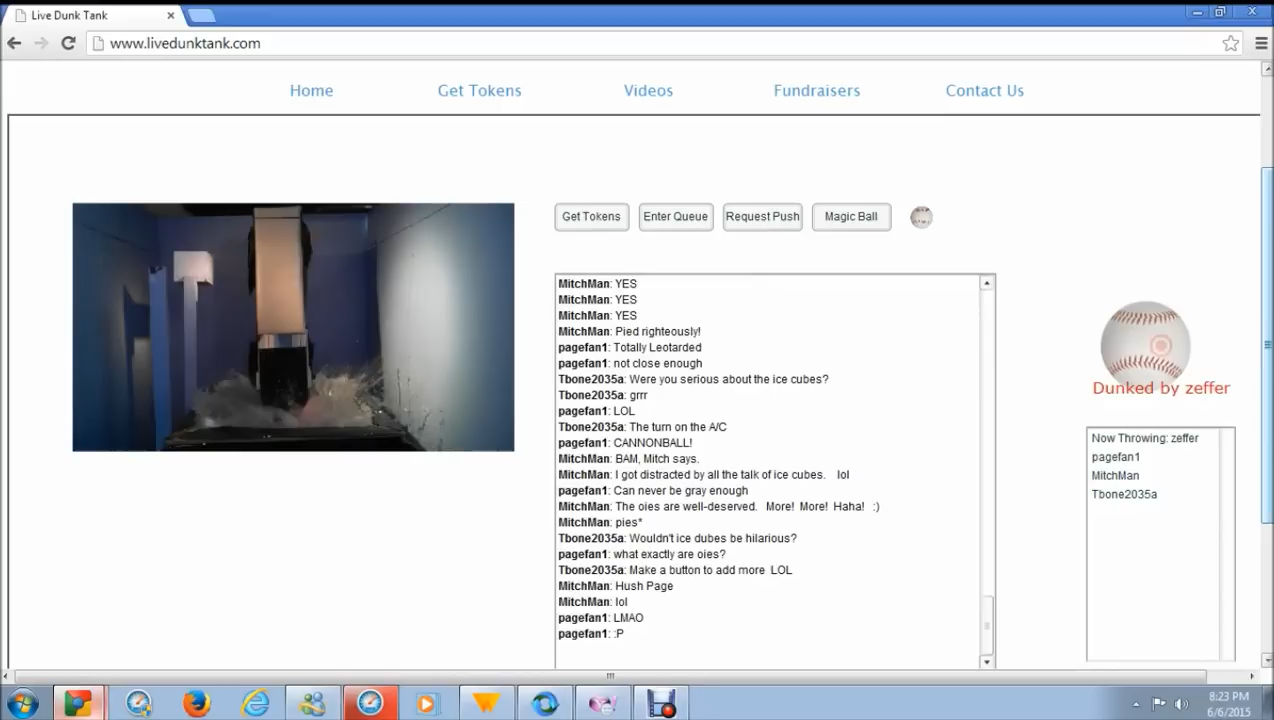 Live Dunk Tank
www.livedunktank.com
Home Get Tokens Videos Fundraisers Contact Us
Get Tokens Enter Queue Request Push Magic Ball
MitchMan: YES
MitchMan: YES
MitchMan: YES
MitchMan: Pied righteously!
pagefan1: Totally Leotarded
pagefan1: not close enough
Tbone2035a: Were you serious about the ice cubes?
Tbone2035a: grrr
pagefan1: LOL
Tbone2035a: The turn on the A/C
pagefan1: CANNONBALL!
MitchMan: BAM, Mitch says.
MitchMan: I got distracted by all the talk of ice cubes. lol
pagefan1: Can never be gray enough
MitchMan: The oies are well-deserved. More! More! Haha! :)
MitchMan: pies*
Tbone2035a: Wouldn't ice dubes be hilarious?
pagefan1: what exactly are oies?
Tbone2035a: Make a button to add more LOL
MitchMan: Hush Page
MitchMan: lol
pagefan1: LMAO
pagefan1: :P
Dunked by zeffer
Now Throwing: zeffer
pagefan1
MitchMan
Tbone2035a
8:23 PM
6/6/2015